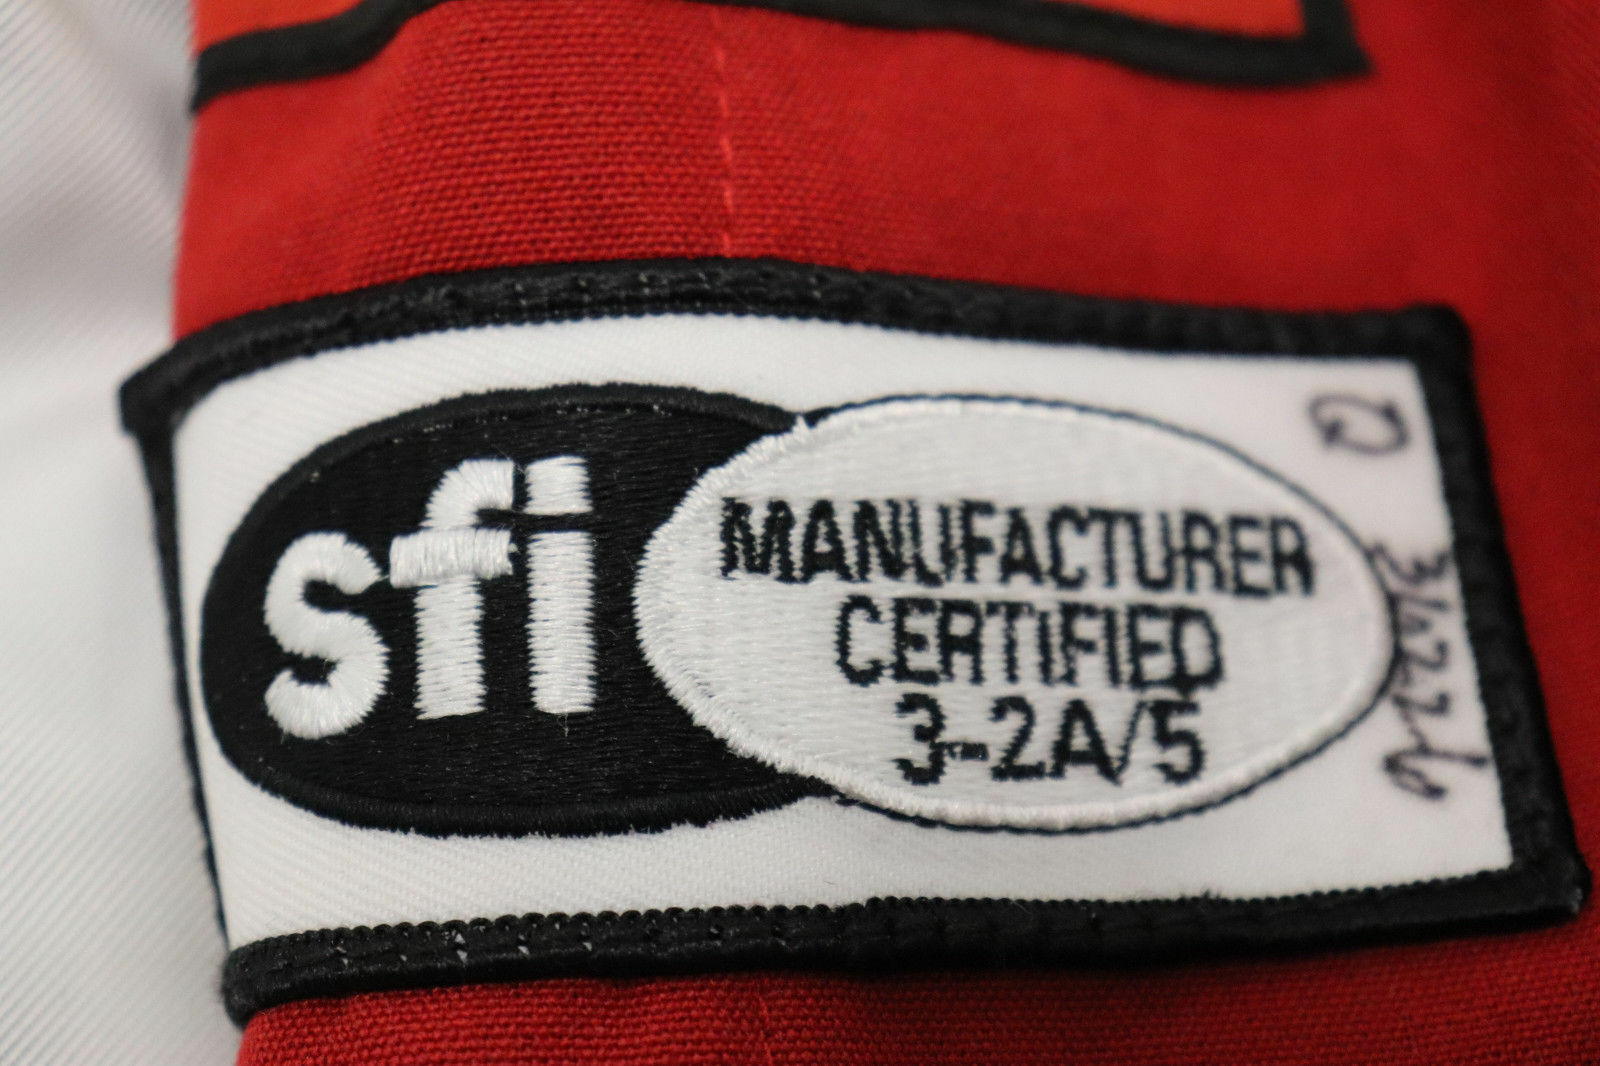 sfi
MANUFACTURER
CERTIFIED
3-2A/5